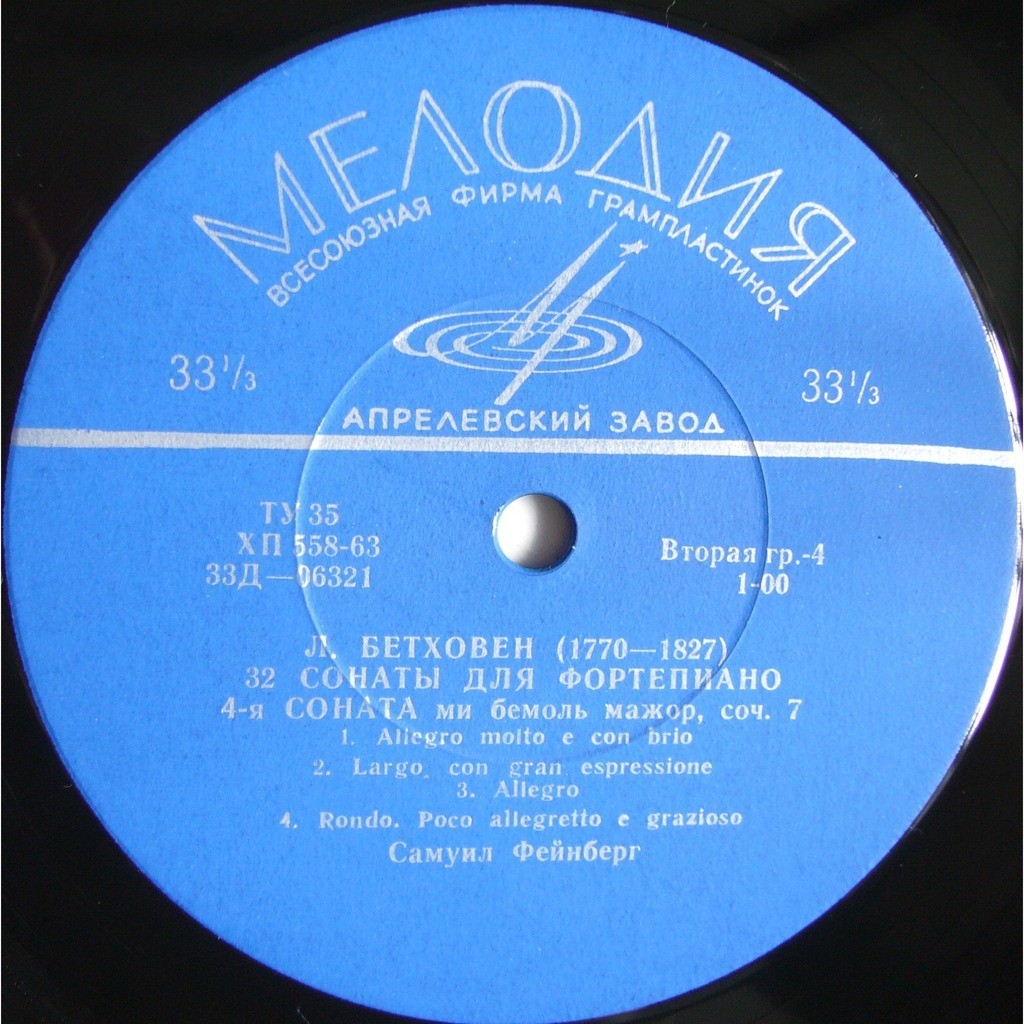 МЕЛОДИЯ
ВСЕСОЮЗНАЯ ФИРМА ГРАМПЛАСТИНОК
33⅓ 33⅓
АПРЕЛЕВСКИЙ ЗАВОД
ТУ 35
ХП 558-63
33Д—06321
Вторая гр.-4
1-00
Л. БЕТХОВЕН (1770—1827)
32 СОНАТЫ ДЛЯ ФОРТЕПИАНО
4-я СОНАТА ми бемоль мажор, соч. 7
1. Allegro molto e con brio
2. Largo, con gran espressione
3. Allegro
4. Rondo. Poco allegretto e grazioso
Самуил Фейнберг